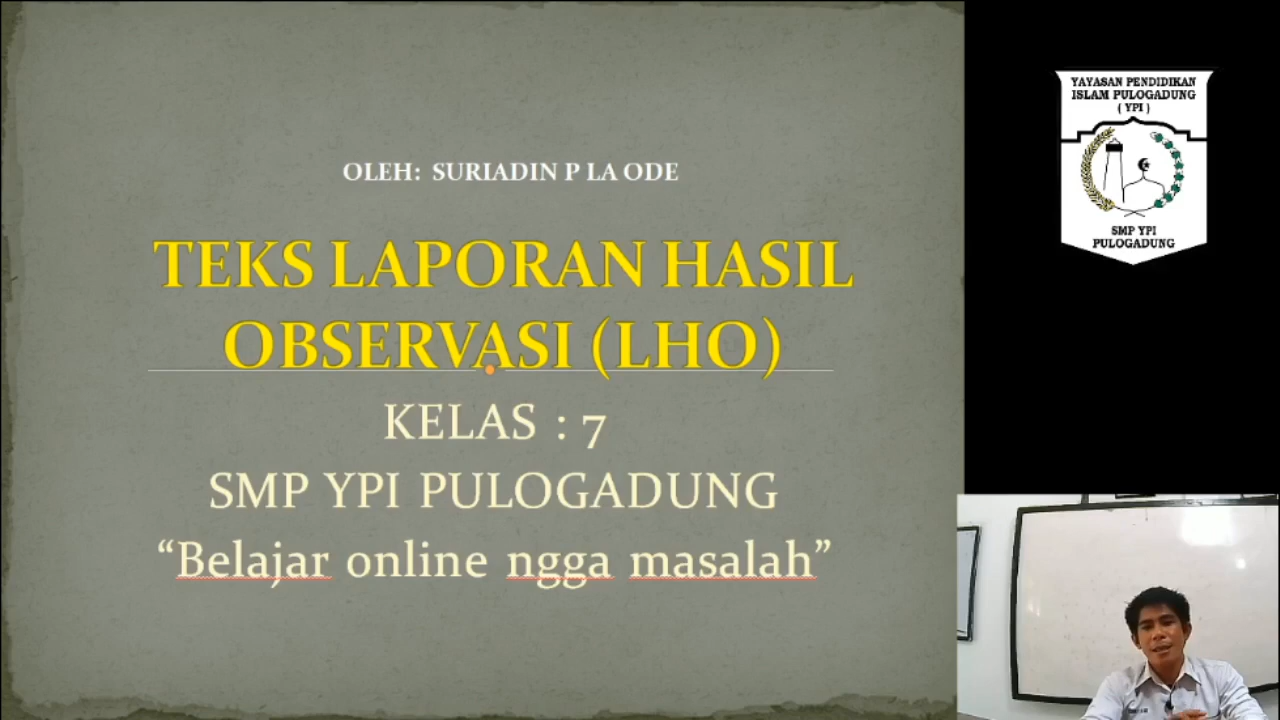 OLEH: SURIADIN P LA ODE
TEKS LAPORAN HASIL
OBSERVASI (LHO)
KELAS : 7
SMP YPI PULOGADUNG
“Belajar online ngga masalah”
YAYASAN PENDIDIKAN
ISLAM PULOGADUNG
( YPI )
SMP YPI
PULOGADUNG